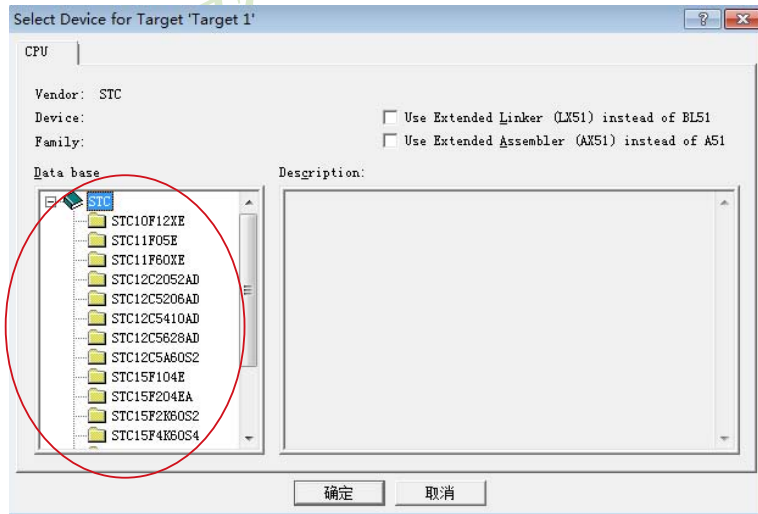 Select Device for Target 'Target 1'
CPU
Vendor: STC
Device:
Use Extended Linker (LX51) instead of BL51
Family:
Use Extended Assembler (AX51) instead of A51
Data base
Description:
STC
STC10F12XE
STC11F05E
STC11F60XE
STC12C2052AD
STC12C5206AD
STC12C5410AD
STC12C5628AD
STC12C5A60S2
STC15F104E
STC15F204EA
STC15F2K60S2
STC15F4K60S4
确定
取消